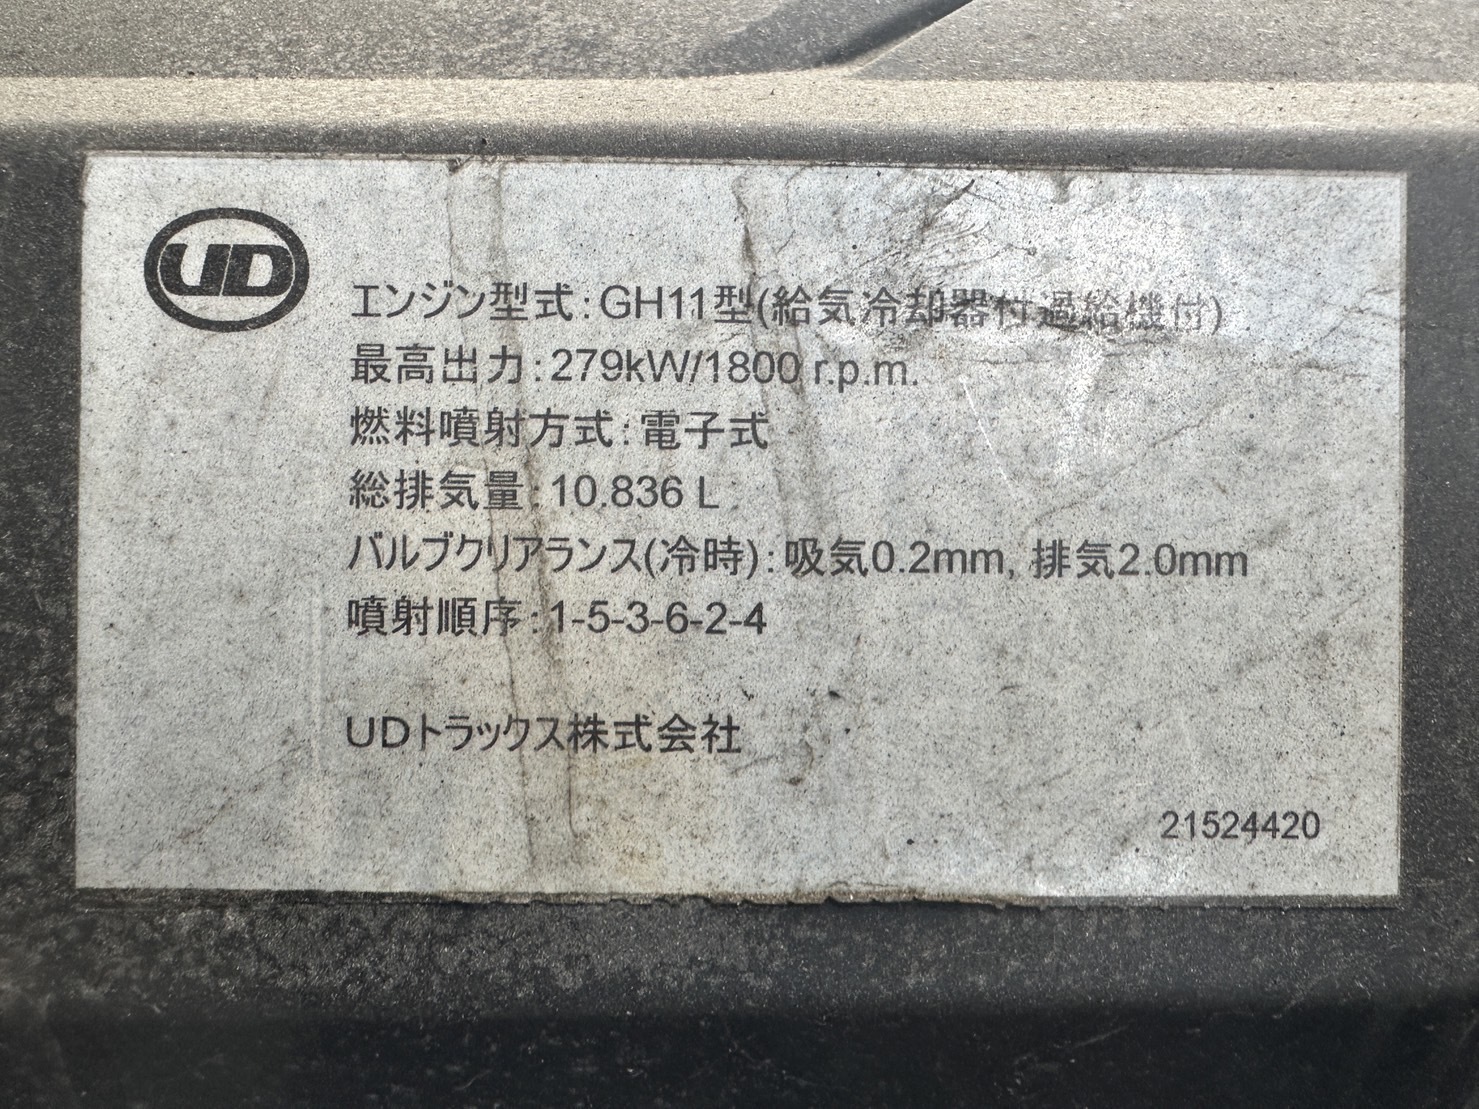 UD
エンジン型式:GH11型(給気冷却器付過給機付)
最高出力:279kW/1800 r.p.m.
燃料噴射方式:電子式
総排気量:10.836 L
バルブクリアランス(冷時):吸気0.2mm, 排気2.0mm
噴射順序:1-5-3-6-2-4
UDトラックス株式会社
21524420